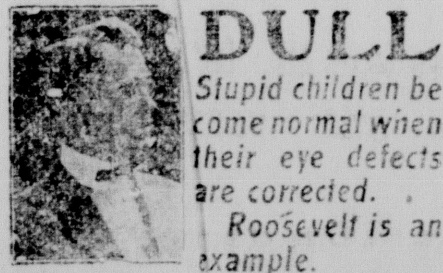 DULL
Stupid children be
come normal when
their eye defects
are corrected.
Roosevelt is an
example.